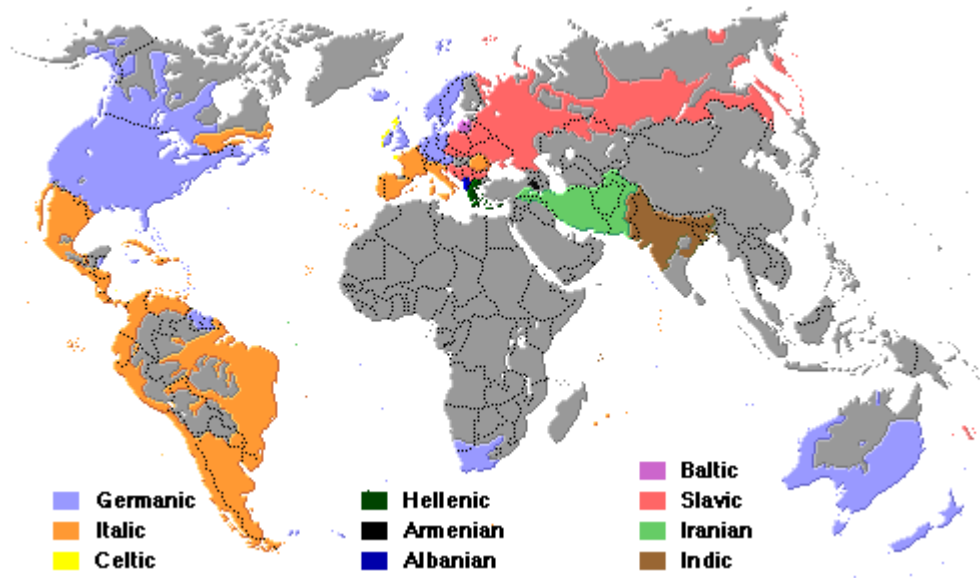 Germanic
Italic
Celtic
Hellenic
Armenian
Albanian
Baltic
Slavic
Iranian
Indic